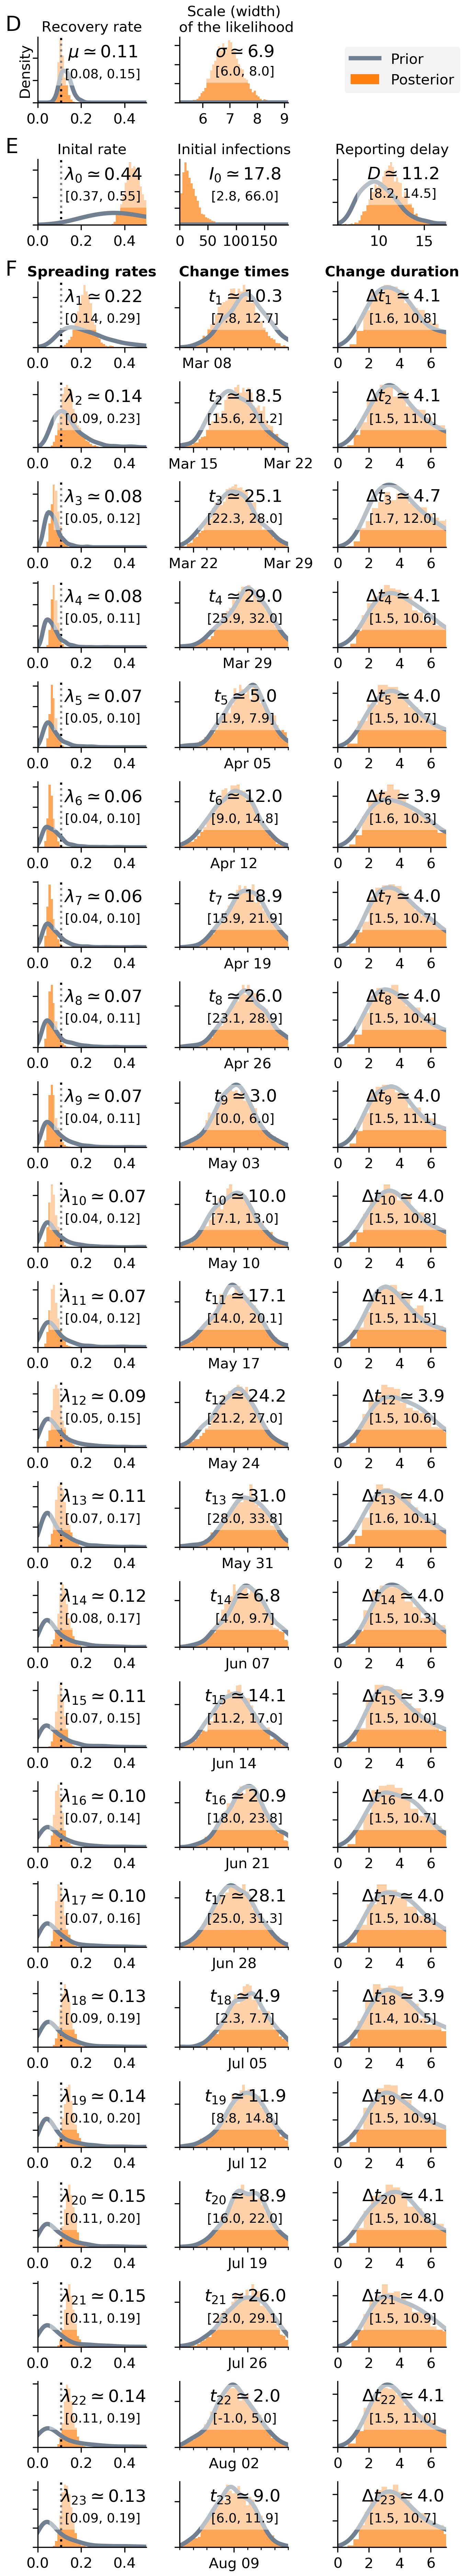 D
Recovery rate
Scale (width)
of the likelihood
Density
μ ≃ 0.11
[0.08, 0.15]
σ ≃ 6.9
[6.0, 8.0]
Prior
Posterior
0.0 0.2 0.4
6 7 8 9
E
Inital rate
Initial infections
Reporting delay
λ0 ≃ 0.44
[0.37, 0.55]
I0 ≃ 17.8
[2.8, 66.0]
D ≃ 11.2
[8.2, 14.5]
0.0 0.2 0.4
0 50 100 150
10 15
F
Spreading rates
Change times
Change duration
λ1 ≃ 0.22
[0.14, 0.29]
t1 ≃ 10.3
[7.8, 12.7]
Δt1 ≃ 4.1
[1.6, 10.8]
0.0 0.2 0.4
Mar 08
0 2 4 6
λ2 ≃ 0.14
[0.09, 0.23]
t2 ≃ 18.5
[15.6, 21.2]
Δt2 ≃ 4.1
[1.5, 11.0]
0.0 0.2 0.4
Mar 15 Mar 22
0 2 4 6
λ3 ≃ 0.08
[0.05, 0.12]
t3 ≃ 25.1
[22.3, 28.0]
Δt3 ≃ 4.7
[1.7, 12.0]
0.0 0.2 0.4
Mar 22 Mar 29
0 2 4 6
λ4 ≃ 0.08
[0.05, 0.11]
t4 ≃ 29.0
[25.9, 32.0]
Δt4 ≃ 4.1
[1.5, 10.6]
0.0 0.2 0.4
Mar 29
0 2 4 6
λ5 ≃ 0.07
[0.05, 0.10]
t5 ≃ 5.0
[1.9, 7.9]
Δt5 ≃ 4.0
[1.5, 10.7]
0.0 0.2 0.4
Apr 05
0 2 4 6
λ6 ≃ 0.06
[0.04, 0.10]
t6 ≃ 12.0
[9.0, 14.8]
Δt6 ≃ 3.9
[1.6, 10.3]
0.0 0.2 0.4
Apr 12
0 2 4 6
λ7 ≃ 0.06
[0.04, 0.10]
t7 ≃ 18.9
[15.9, 21.9]
Δt7 ≃ 4.0
[1.5, 10.7]
0.0 0.2 0.4
Apr 19
0 2 4 6
λ8 ≃ 0.07
[0.04, 0.11]
t8 ≃ 26.0
[23.1, 28.9]
Δt8 ≃ 4.0
[1.5, 10.4]
0.0 0.2 0.4
Apr 26
0 2 4 6
λ9 ≃ 0.07
[0.04, 0.11]
t9 ≃ 3.0
[0.0, 6.0]
Δt9 ≃ 4.0
[1.5, 11.1]
0.0 0.2 0.4
May 03
0 2 4 6
λ10 ≃ 0.07
[0.04, 0.12]
t10 ≃ 10.0
[7.1, 13.0]
Δt10 ≃ 4.0
[1.5, 10.8]
0.0 0.2 0.4
May 10
0 2 4 6
λ11 ≃ 0.07
[0.04, 0.12]
t11 ≃ 17.1
[14.0, 20.1]
Δt11 ≃ 4.1
[1.5, 11.5]
0.0 0.2 0.4
May 17
0 2 4 6
λ12 ≃ 0.09
[0.05, 0.15]
t12 ≃ 24.2
[21.2, 27.0]
Δt12 ≃ 3.9
[1.5, 10.6]
0.0 0.2 0.4
May 24
0 2 4 6
λ13 ≃ 0.11
[0.07, 0.17]
t13 ≃ 31.0
[28.0, 33.8]
Δt13 ≃ 4.0
[1.6, 10.1]
0.0 0.2 0.4
May 31
0 2 4 6
λ14 ≃ 0.12
[0.08, 0.17]
t14 ≃ 6.8
[4.0, 9.7]
Δt14 ≃ 4.0
[1.5, 10.3]
0.0 0.2 0.4
Jun 07
0 2 4 6
λ15 ≃ 0.11
[0.07, 0.15]
t15 ≃ 14.1
[11.2, 17.0]
Δt15 ≃ 3.9
[1.5, 10.0]
0.0 0.2 0.4
Jun 14
0 2 4 6
λ16 ≃ 0.10
[0.07, 0.14]
t16 ≃ 20.9
[18.0, 23.8]
Δt16 ≃ 4.0
[1.5, 10.7]
0.0 0.2 0.4
Jun 21
0 2 4 6
λ17 ≃ 0.10
[0.07, 0.16]
t17 ≃ 28.1
[25.0, 31.3]
Δt17 ≃ 4.0
[1.5, 10.8]
0.0 0.2 0.4
Jun 28
0 2 4 6
λ18 ≃ 0.13
[0.09, 0.19]
t18 ≃ 4.9
[2.3, 7.7]
Δt18 ≃ 3.9
[1.4, 10.5]
0.0 0.2 0.4
Jul 05
0 2 4 6
λ19 ≃ 0.14
[0.10, 0.20]
t19 ≃ 11.9
[8.8, 14.8]
Δt19 ≃ 4.0
[1.5, 10.9]
0.0 0.2 0.4
Jul 12
0 2 4 6
λ20 ≃ 0.15
[0.11, 0.20]
t20 ≃ 18.9
[16.0, 22.0]
Δt20 ≃ 4.1
[1.5, 10.8]
0.0 0.2 0.4
Jul 19
0 2 4 6
λ21 ≃ 0.15
[0.11, 0.19]
t21 ≃ 26.0
[23.0, 29.1]
Δt21 ≃ 4.0
[1.5, 10.9]
0.0 0.2 0.4
Jul 26
0 2 4 6
λ22 ≃ 0.14
[0.11, 0.19]
t22 ≃ 2.0
[-1.0, 5.0]
Δt22 ≃ 4.1
[1.5, 11.0]
0.0 0.2 0.4
Aug 02
0 2 4 6
λ23 ≃ 0.13
[0.09, 0.19]
t23 ≃ 9.0
[6.0, 11.9]
Δt23 ≃ 4.0
[1.5, 10.7]
0.0 0.2 0.4
Aug 09
0 2 4 6